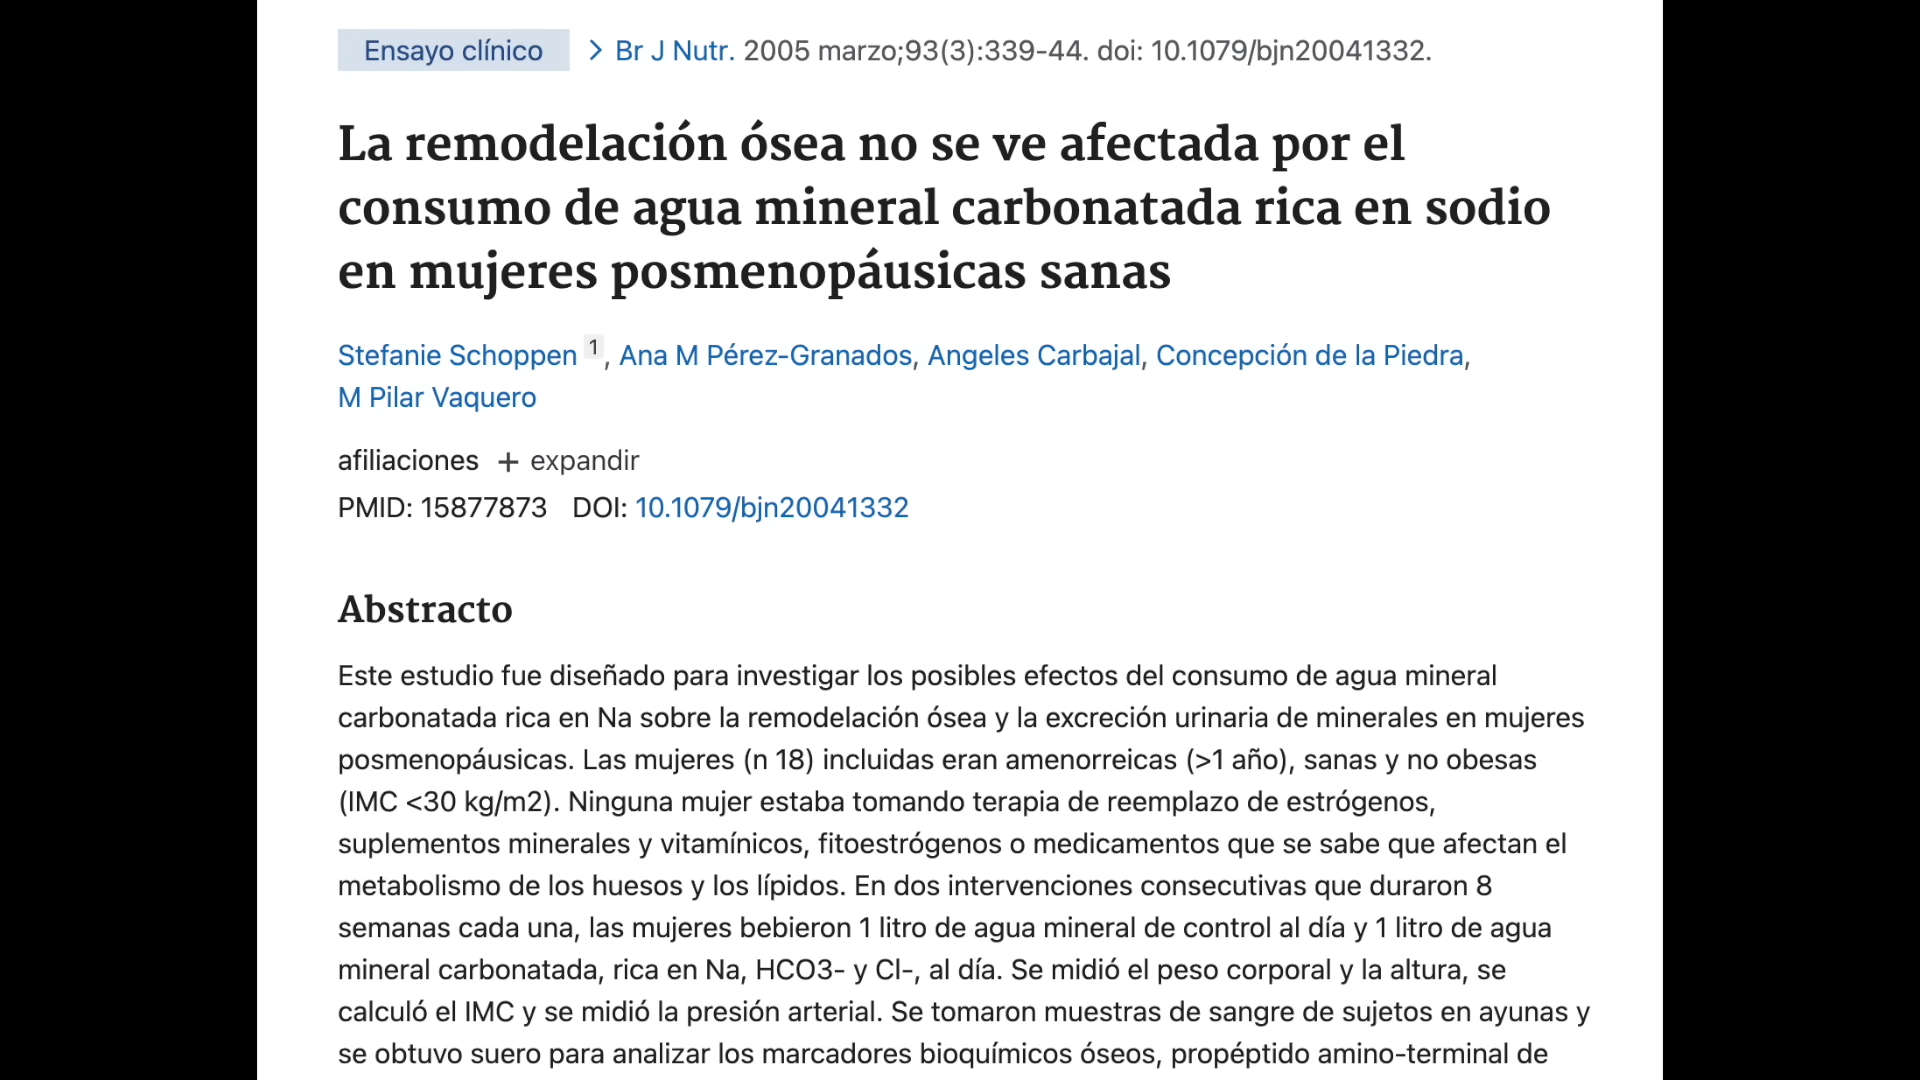 Ensayo clínico > Br J Nutr. 2005 marzo;93(3):339-44. doi: 10.1079/bjn20041332.
La remodelación ósea no se ve afectada por el
consumo de agua mineral carbonatada rica en sodio
en mujeres posmenopáusicas sanas
Stefanie Schoppen 1, Ana M Pérez-Granados, Angeles Carbajal, Concepción de la Piedra,
M Pilar Vaquero
afiliaciones + expandir
PMID: 15877873 DOI: 10.1079/bjn20041332
Abstracto
Este estudio fue diseñado para investigar los posibles efectos del consumo de agua mineral
carbonatada rica en Na sobre la remodelación ósea y la excreción urinaria de minerales en mujeres
posmenopáusicas. Las mujeres (n 18) incluidas eran amenorreicas (>1 año), sanas y no obesas
(IMC <30 kg/m2). Ninguna mujer estaba tomando terapia de reemplazo de estrógenos,
suplementos minerales y vitamínicos, fitoestrógenos o medicamentos que se sabe que afectan el
metabolismo de los huesos y los lípidos. En dos intervenciones consecutivas que duraron 8
semanas cada una, las mujeres bebieron 1 litro de agua mineral de control al día y 1 litro de agua
mineral carbonatada, rica en Na, HCO3- y Cl-, al día. Se midió el peso corporal y la altura, se
calculó el IMC y se midió la presión arterial. Se tomaron muestras de sangre de sujetos en ayunas y
se obtuvo suero para analizar los marcadores bioquímicos óseos, propéptido amino-terminal de